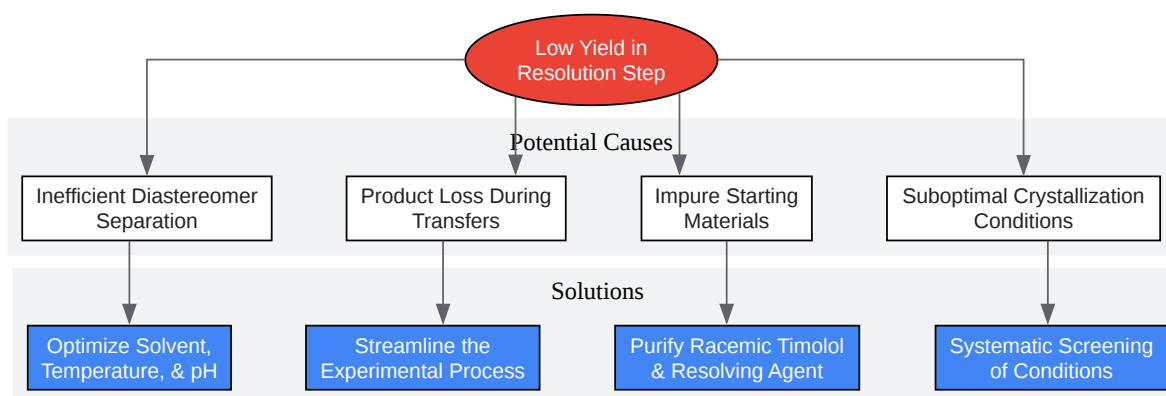 Low Yield in
Resolution Step
Potential Causes
Inefficient Diastereomer
Separation
Product Loss During
Transfers
Impure Starting
Materials
Suboptimal Crystallization
Conditions
Solutions
Optimize Solvent,
Temperature, & pH
Streamline the
Experimental Process
Purify Racemic Timolol
& Resolving Agent
Systematic Screening
of Conditions